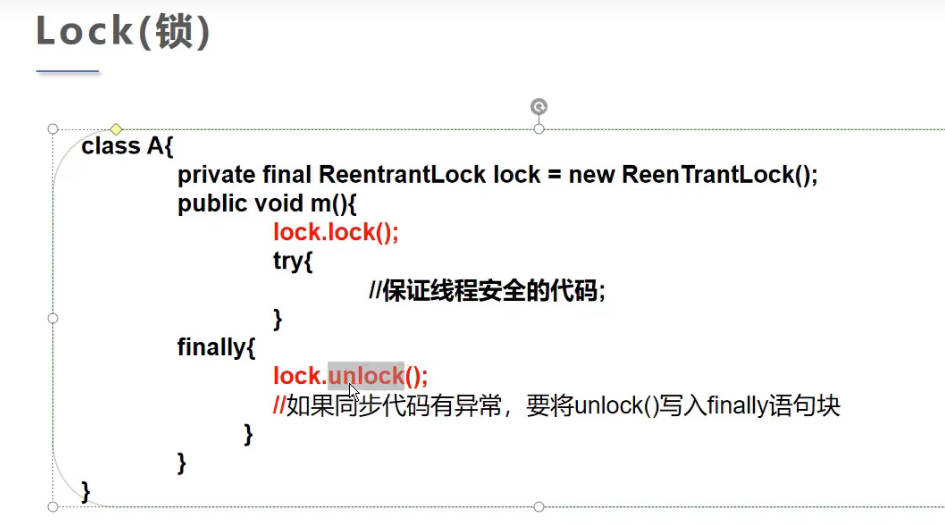 Lock(锁)
class A{
private final ReentrantLock lock = new ReenTrantLock();
public void m(){
lock.lock();
try{
//保证线程安全的代码;
}
finally{
lock.unlock();
//如果同步代码有异常，要将unlock()写入finally语句块
}
}
}